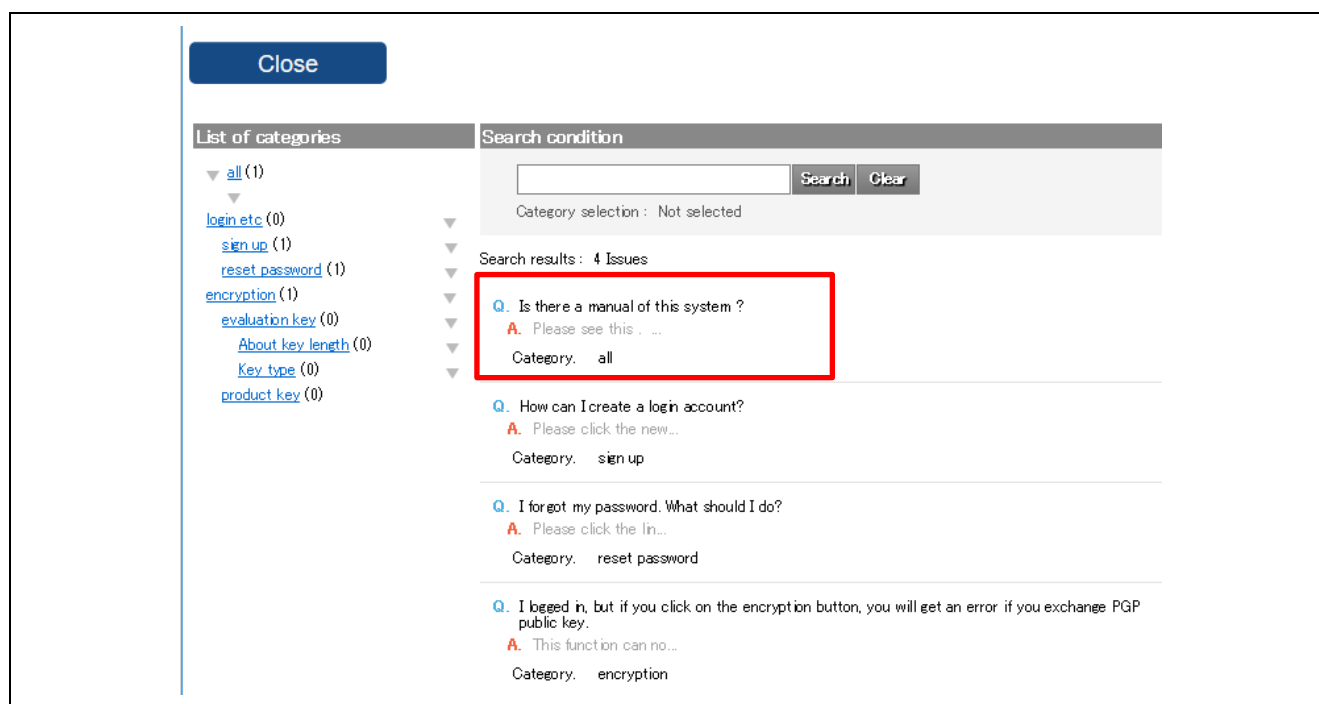 Close
List of categories
all (1)
login etc (0)
sign up (1)
reset password (1)
encryption (1)
evaluation key (0)
About key length (0)
Key type (0)
product key (0)
Search condition
Search Clear
Category selection : Not selected
Search results : 4 Issues
Q. Is there a manual of this system ?
A. Please see this . ...
Category. all
Q. How can I create a login account?
A. Please click the new...
Category. sign up
Q. I forgot my password. What should I do?
A. Please click the lin...
Category. reset password
Q. I logged in, but if you click on the encryption button, you will get an error if you exchange PGP
public key.
A. This function can no...
Category. encryption